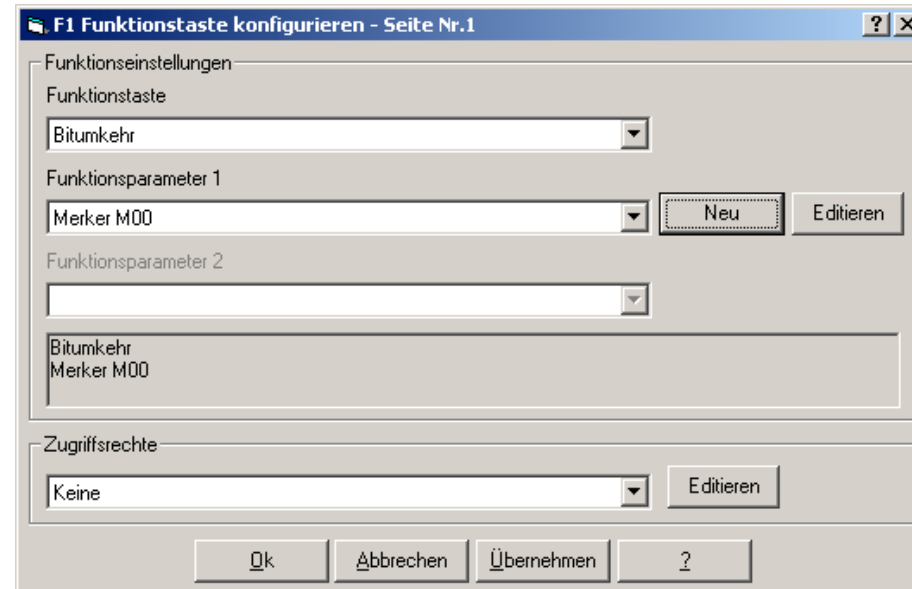 F1 Funktionstaste konfigurieren - Seite Nr.1
Funktionseinstellungen
Funktionstaste
Bitumkehr
Funktionsparameter 1
Merker M00
Neu
Editieren
Funktionsparameter 2
Bitumkehr
Merker M00
Zugriffsrechte
Keine
Editieren
Ok
Abbrechen
Übernehmen
?